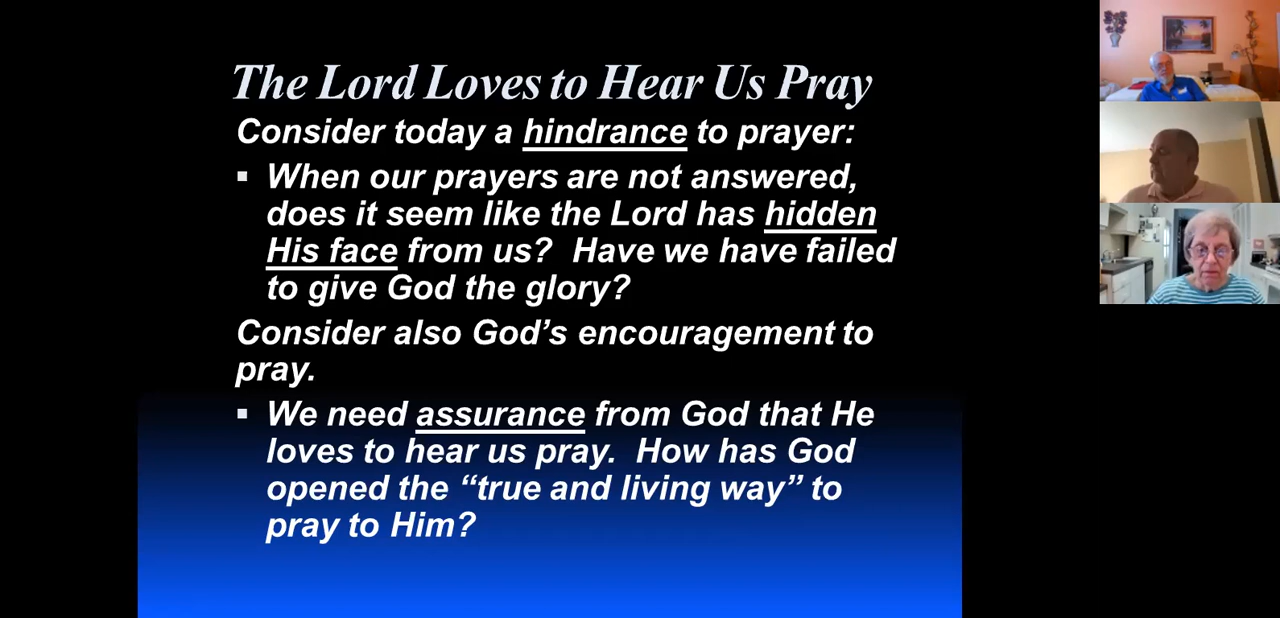 The Lord Loves to Hear Us Pray
Consider today a hindrance to prayer:
▪ When our prayers are not answered,
does it seem like the Lord has hidden
His face from us?  Have we have failed
to give God the glory?
Consider also God’s encouragement to
pray.
▪ We need assurance from God that He
loves to hear us pray.  How has God
opened the “true and living way” to
pray to Him?